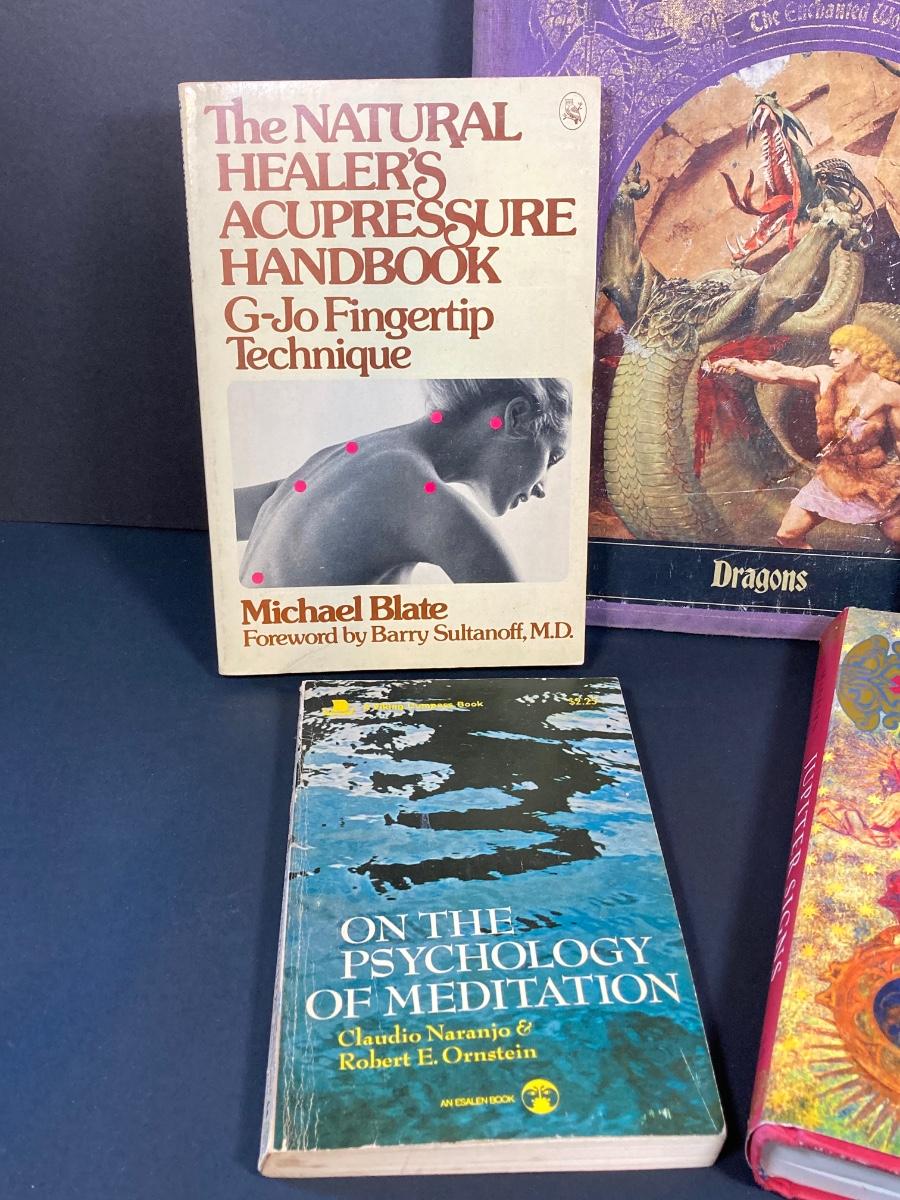 The Enchanted Wo
The NATURAL
HEALER'S
ACUPRESSURE
HANDBOOK
G-Jo Fingertip
Technique
Michael Blate
Foreword by Barry Sultanoff, M.D.
Dragons
A Viking Compass Book
$2.25
ON THE
PSYCHOLOGY
OF MEDITATION
Claudio Naranjo &
Robert E. Ornstein
AN ESALEN BOOK
JUPITER SIGNS